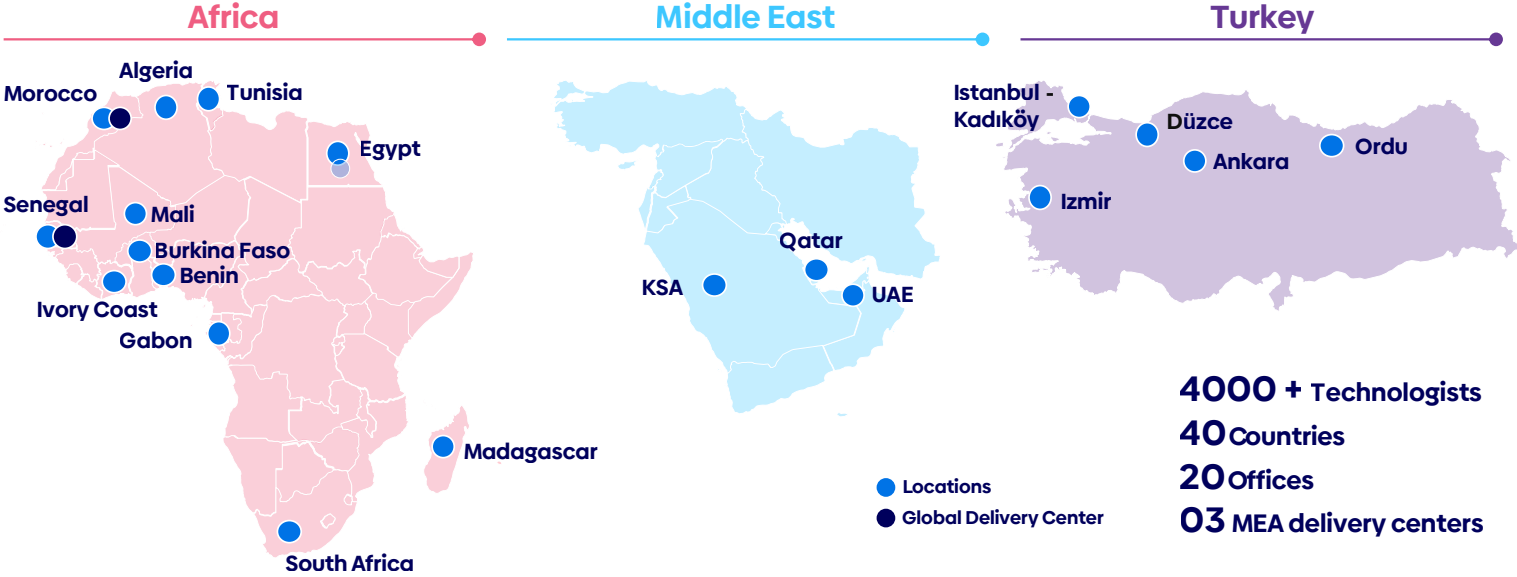 Africa
Middle East
Turkey
Algeria
Morocco
Tunisia
Egypt
Senegal
Mali
Burkina Faso
Benin
Ivory Coast
Gabon
Madagascar
South Africa
Qatar
KSA
UAE
Istanbul -
Kadıköy
Düzce
Ankara
Ordu
Izmir
Locations
Global Delivery Center
4000 + Technologists
40 Countries
20 Offices
03 MEA delivery centers